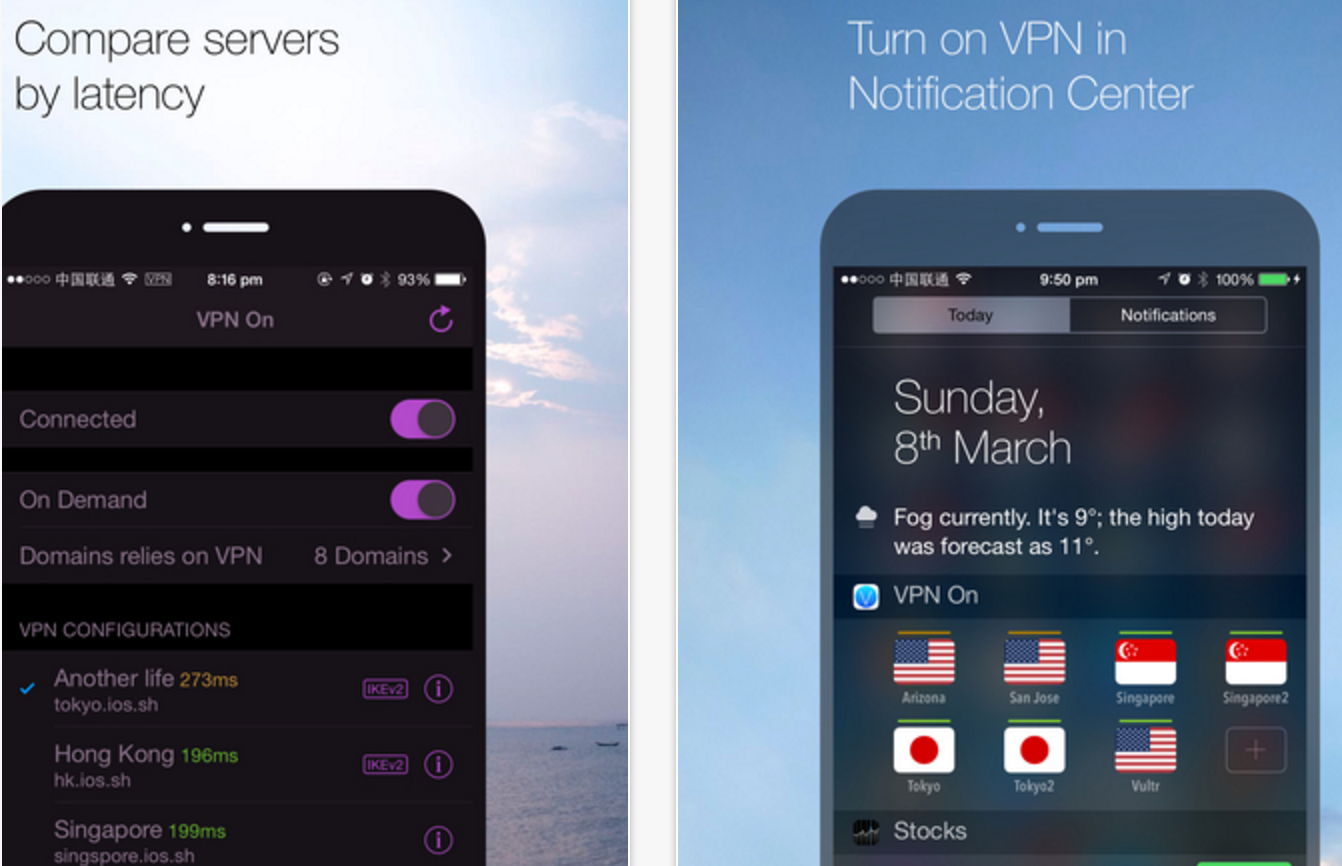 Compare servers
by latency
中国联通 VPN 8:16 pm 93%
VPN On
Connected
On Demand
Domains relies on VPN 8 Domains
VPN CONFIGURATIONS
Another life 273ms
tokyo.ios.sh
IKEv2
Hong Kong 196ms
hk.ios.sh
IKEv2
Singapore 199ms
singspore.ios.sh
Turn on VPN in
Notification Center
中国联通 9:50 pm 100%
Today Notifications
Sunday,
8th March
Fog currently. It's 9°; the high today
was forecast as 11°.
VPN On
Arizona San Jose Singapore Singapore2
Tokyo Tokyo2 Vultr
Stocks